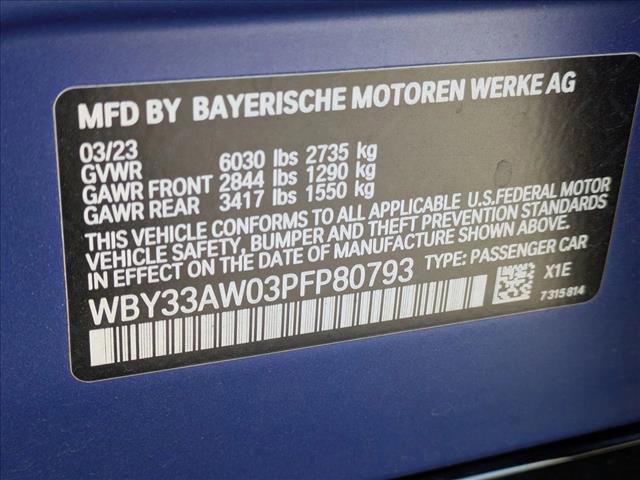 MFD BY BAYERISCHE MOTOREN WERKE AG
03/23
GVWR 6030 lbs 2735 kg
GAWR FRONT 2844 lbs 1290 kg
GAWR REAR 3417 lbs 1550 kg
THIS VEHICLE CONFORMS TO ALL APPLICABLE U.S.FEDERAL MOTOR
VEHICLE SAFETY, BUMPER AND THEFT PREVENTION STANDARDS
IN EFFECT ON THE DATE OF MANUFACTURE SHOWN ABOVE.
WBY33AW03PFP80793 TYPE: PASSENGER CAR
X1E
7315814